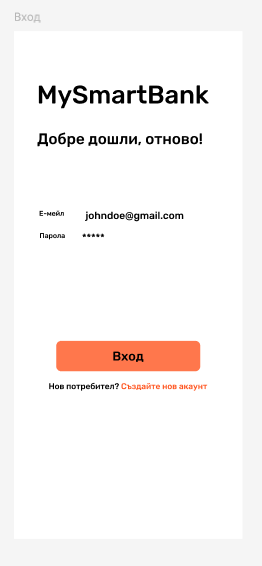 Вход
MySmartBank
Добре дошли, отново!
Е-мейл johndoe@gmail.com
Парола *****
Вход
Нов потребител? Създайте нов акаунт